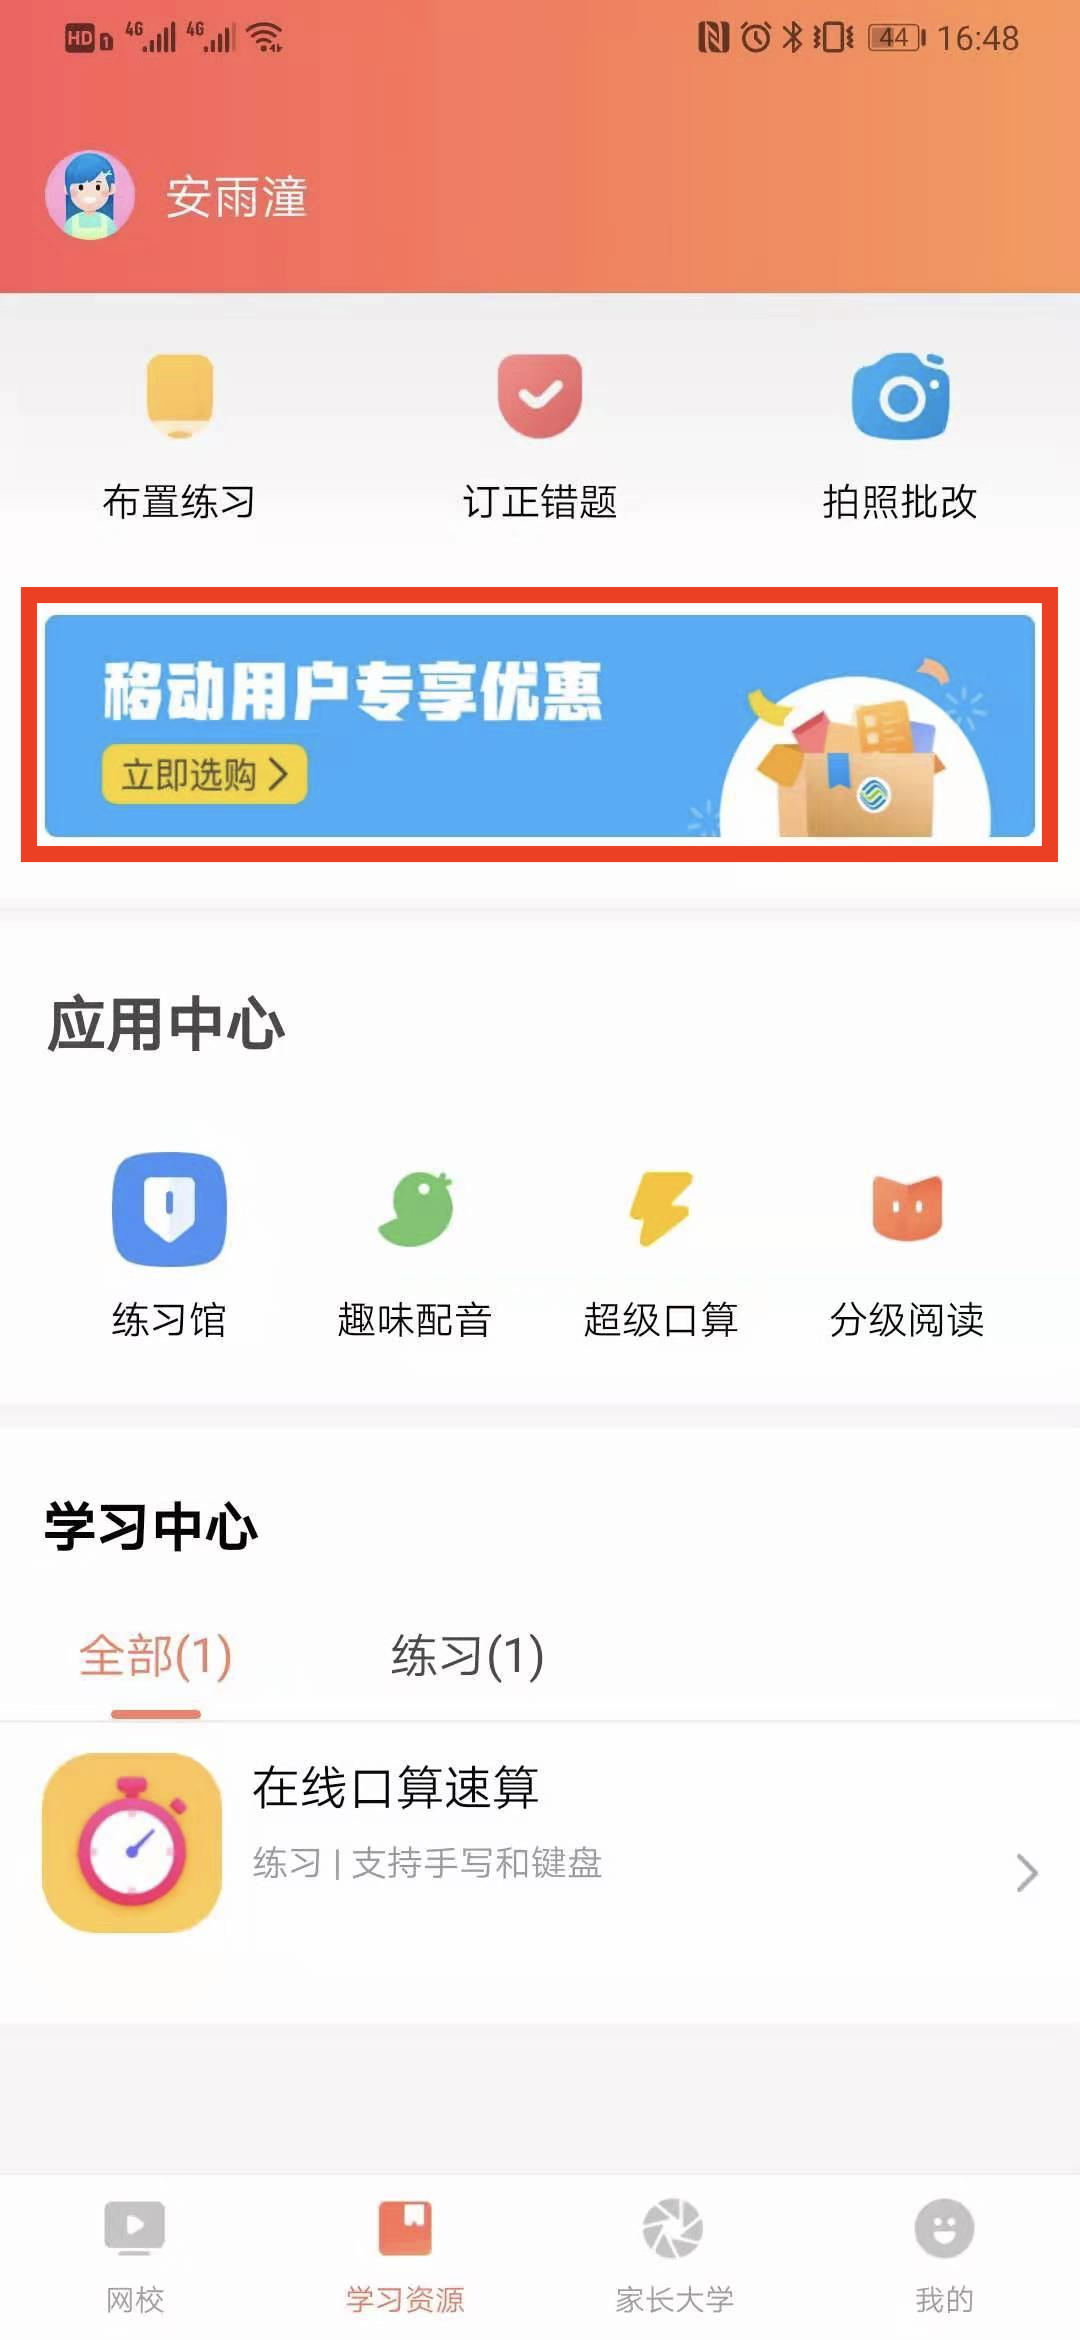 HD 1 4G 4G 44 16:48
安雨潼
布置练习 订正错题 拍照批改
移动用户专享优惠
立即选购
应用中心
练习馆 趣味配音 超级口算 分级阅读
学习中心
全部(1) 练习(1)
在线口算速算
练习 | 支持手写和键盘
网校 学习资源 家长大学 我的